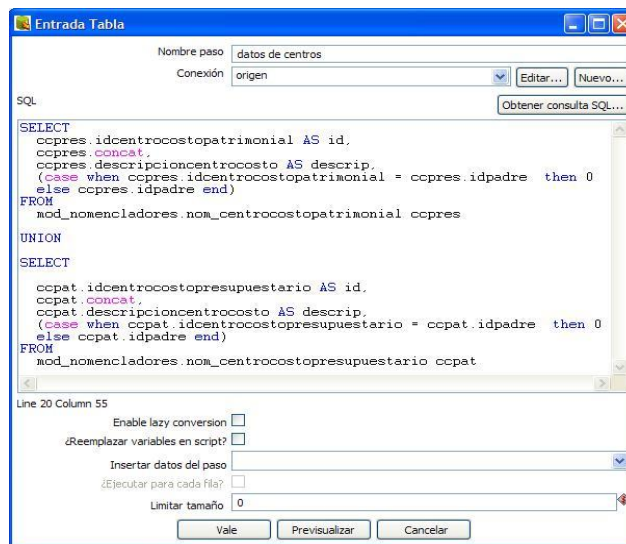 Entrada Tabla
Nombre paso datos de centros
Conexión origen Editar... Nuevo...
SQL Obtener consulta SQL...
SELECT
ccpres.idcentrocostopatrimonial AS id,
ccpres.concat,
ccpres.descripcioncentrocosto AS descrip,
(case when ccpres.idcentrocostopatrimonial = ccpres.idpadre then 0
else ccpres.idpadre end)
FROM
mod_nomencladores.nom_centrocostopatrimonial ccpres
UNION
SELECT
ccpat.idcentrocostopresupuestario AS id,
ccpat.concat,
ccpat.descripcioncentrocosto AS descrip,
(case when ccpat.idcentrocostopresupuestario = ccpat.idpadre then 0
else ccpat.idpadre end)
FROM
mod_nomencladores.nom_centrocostopresupuestario ccpat
Line 20 Column 55
Enable lazy conversion
¿Reemplazar variables en script?
Insertar datos del paso
¿Ejecutar para cada fila?
Limitar tamaño 0
Vale Previsualizar Cancelar